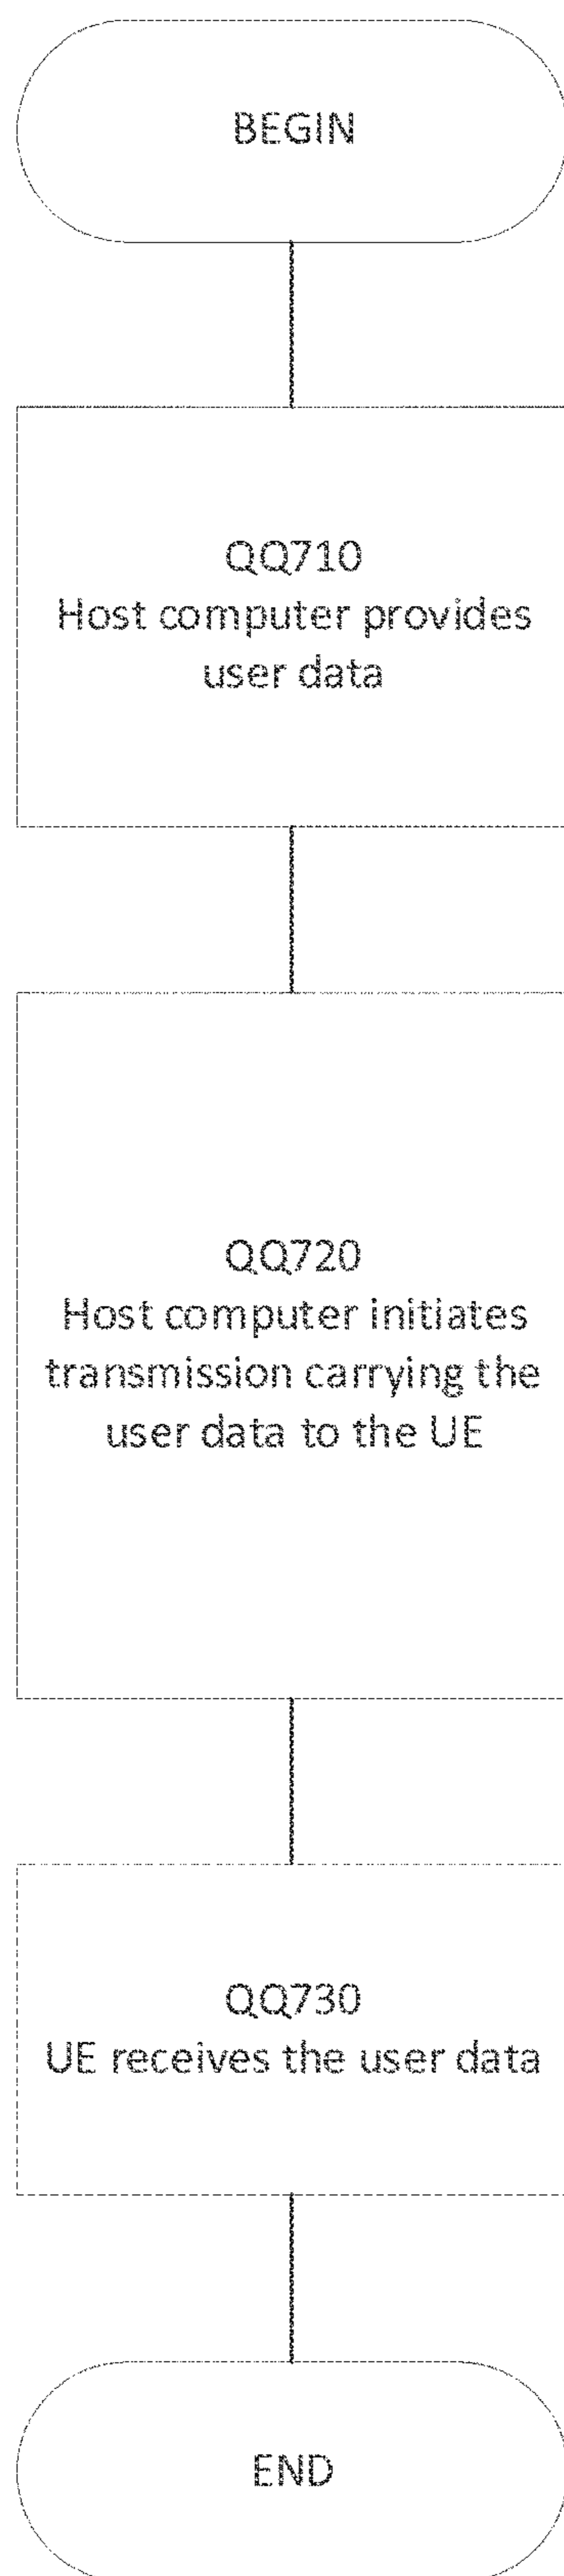 BEGIN
QQ710
Host computer provides
user data
QQ720
Host computer initiates
transmission carrying the
user data to the UE
QQ730
UE receives the user data
END